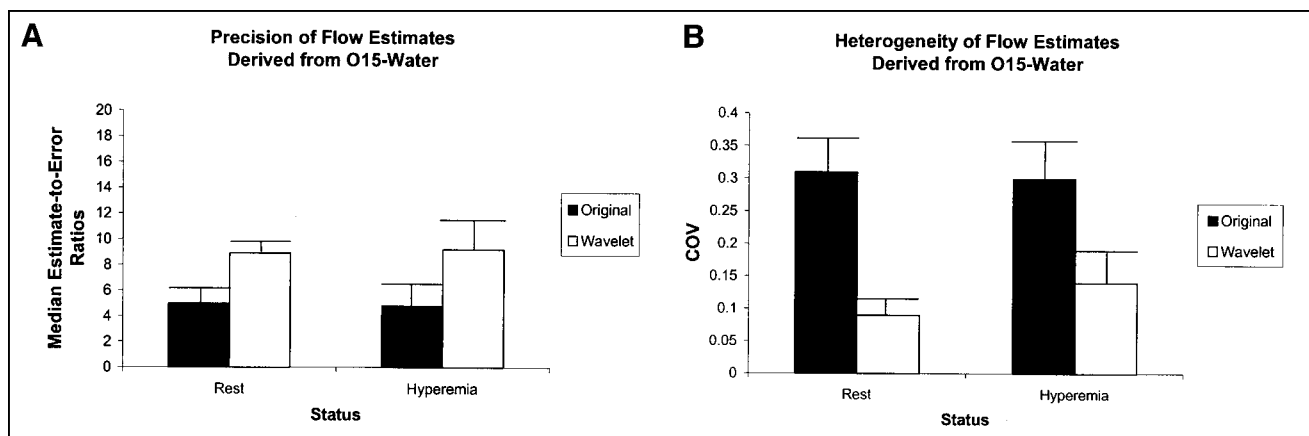 A
Precision of Flow Estimates
Derived from O15-Water
Median Estimate-to-Error
Ratios
20
18
16
14
12
10
8
6
4
2
0
Rest
Hyperemia
Status
Original
Wavelet
B
Heterogeneity of Flow Estimates
Derived from O15-Water
COV
0.4
0.35
0.3
0.25
0.2
0.15
0.1
0.05
0
Rest
Hyperemia
Status
Original
Wavelet